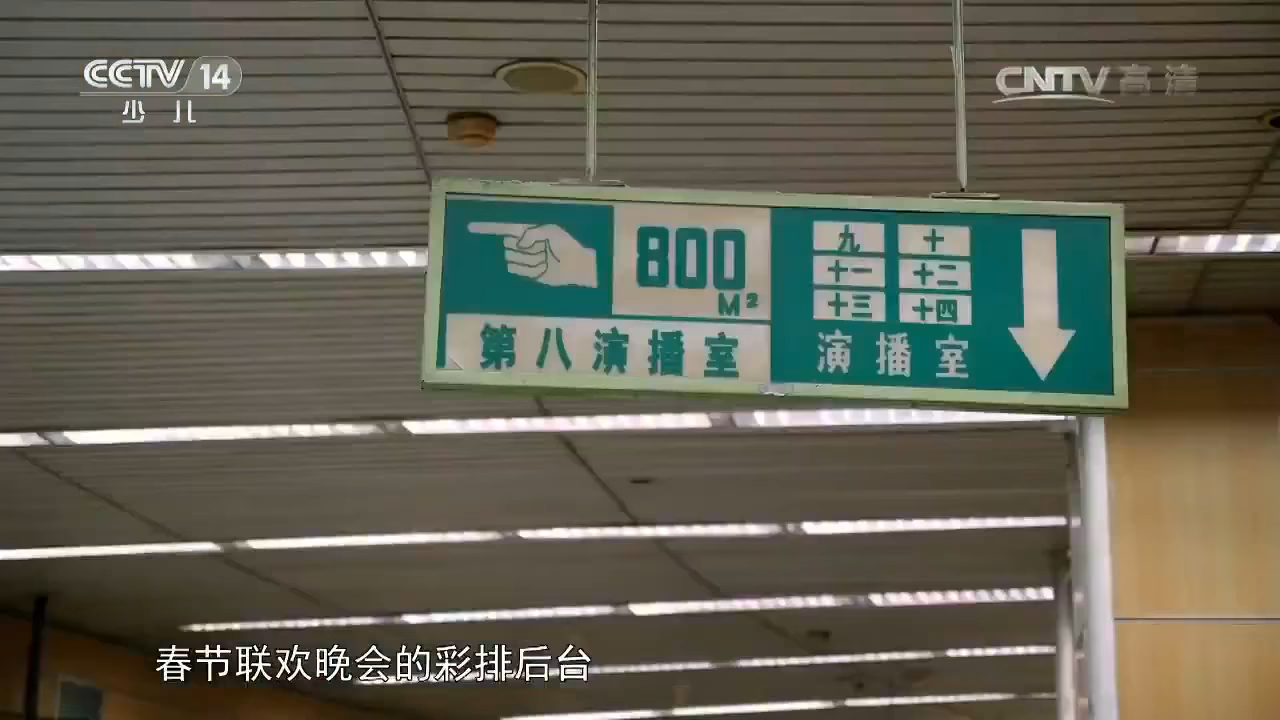 CCTV 14
少儿
CNTV 高清
800
M²
第八演播室
九 十
十一 十二
十三 十四
演播室
春节联欢晚会的彩排后台